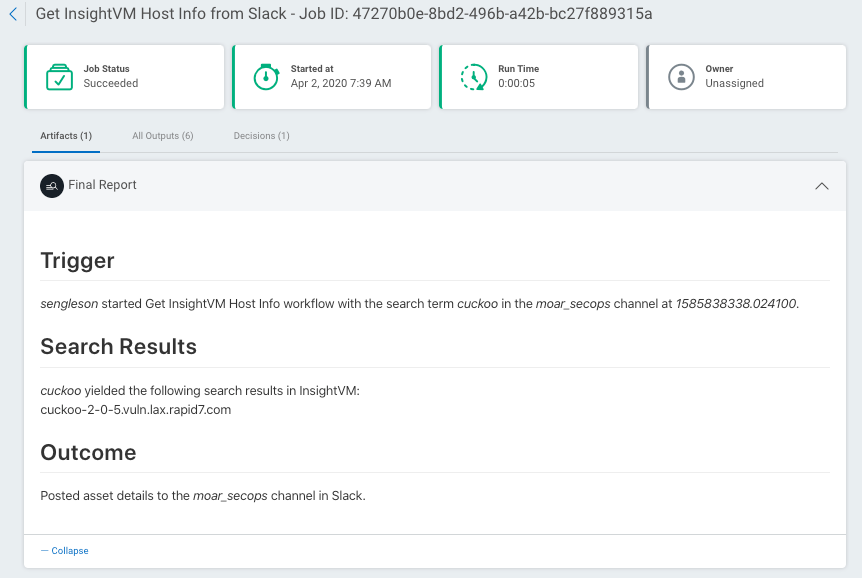 Get InsightVM Host Info from Slack - Job ID: 47270b0e-8bd2-496b-a42b-bc27f889315a
Job Status
Succeeded
Started at
Apr 2, 2020 7:39 AM
Run Time
0:00:05
Owner
Unassigned
Artifacts (1)
All Outputs (6)
Decisions (1)
Final Report
Trigger
sengleson started Get InsightVM Host Info workflow with the search term cuckoo in the moar_secops channel at 1585838338.024100.
Search Results
cuckoo yielded the following search results in InsightVM:
cuckoo-2-0-5.vuln.lax.rapid7.com
Outcome
Posted asset details to the moar_secops channel in Slack.
— Collapse